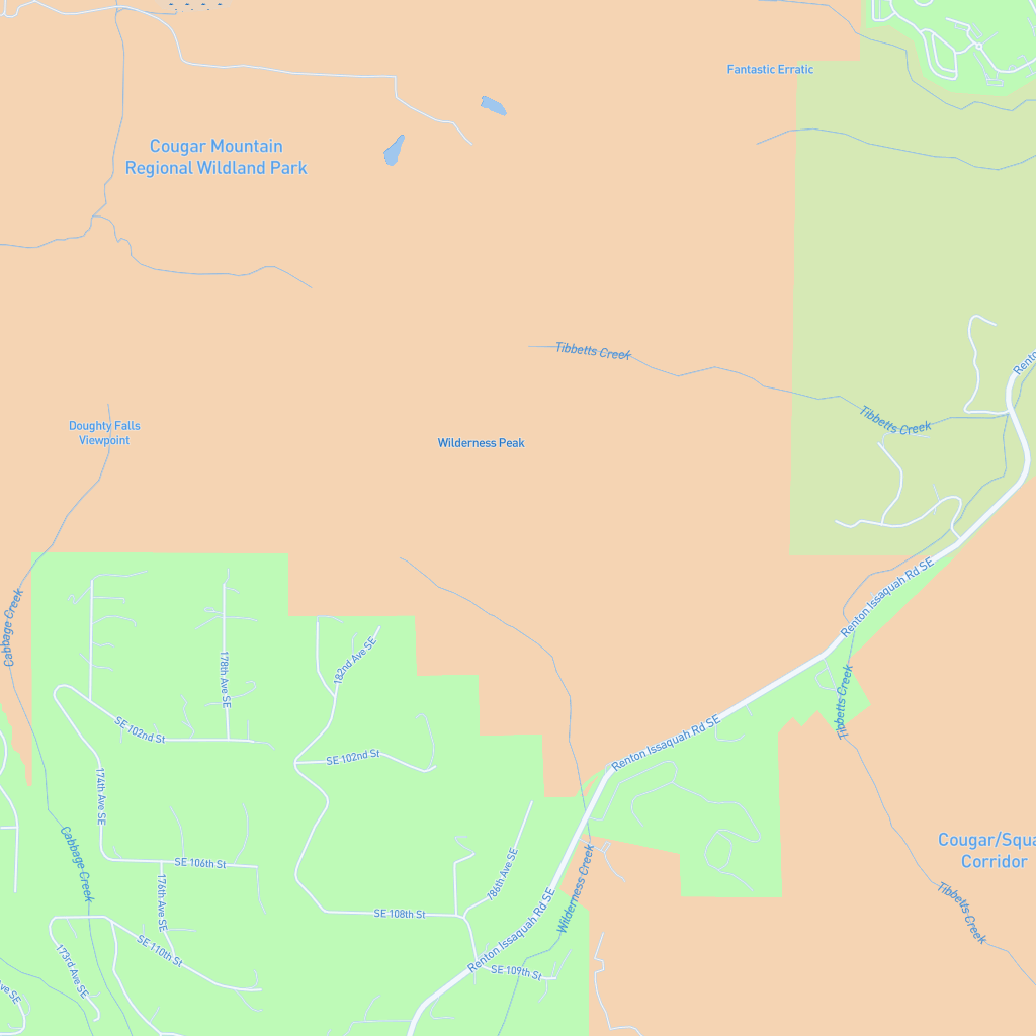 Fantastic Erratic
Cougar Mountain
Regional Wildland Park
Tibbetts Creek
Rento
Tibbetts Creek
Doughty Falls
Viewpoint
Wilderness Peak
Renton Issaquah Rd SE
Cabbage Creek
182nd Ave SE
178th Ave SE
Tibbetts Creek
SE 102nd St
SE 102nd St
Renton Issaquah Rd SE
174th Ave SE
Cabbage Creek
SE 106th St
186th Ave SE
Cougar/Squa
Corridor
176th Ave SE
Wilderness Creek
Tibbetts Creek
SE 108th St
Renton Issaquah Rd SE
SE 110th St
173rd Ave SE
SE 109th St
ve SE